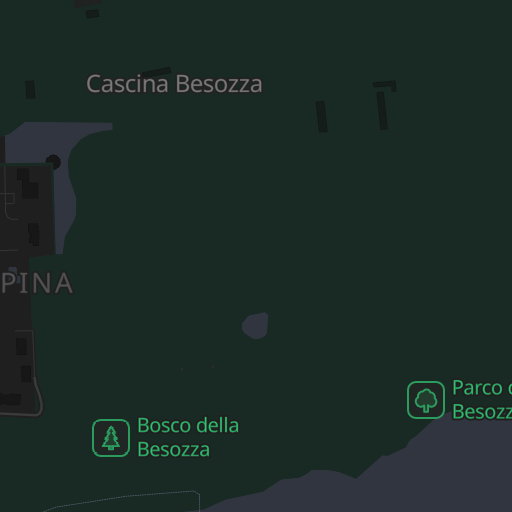 Cascina Besozza
PINA
Bosco della
Besozza
Parco
Besozz